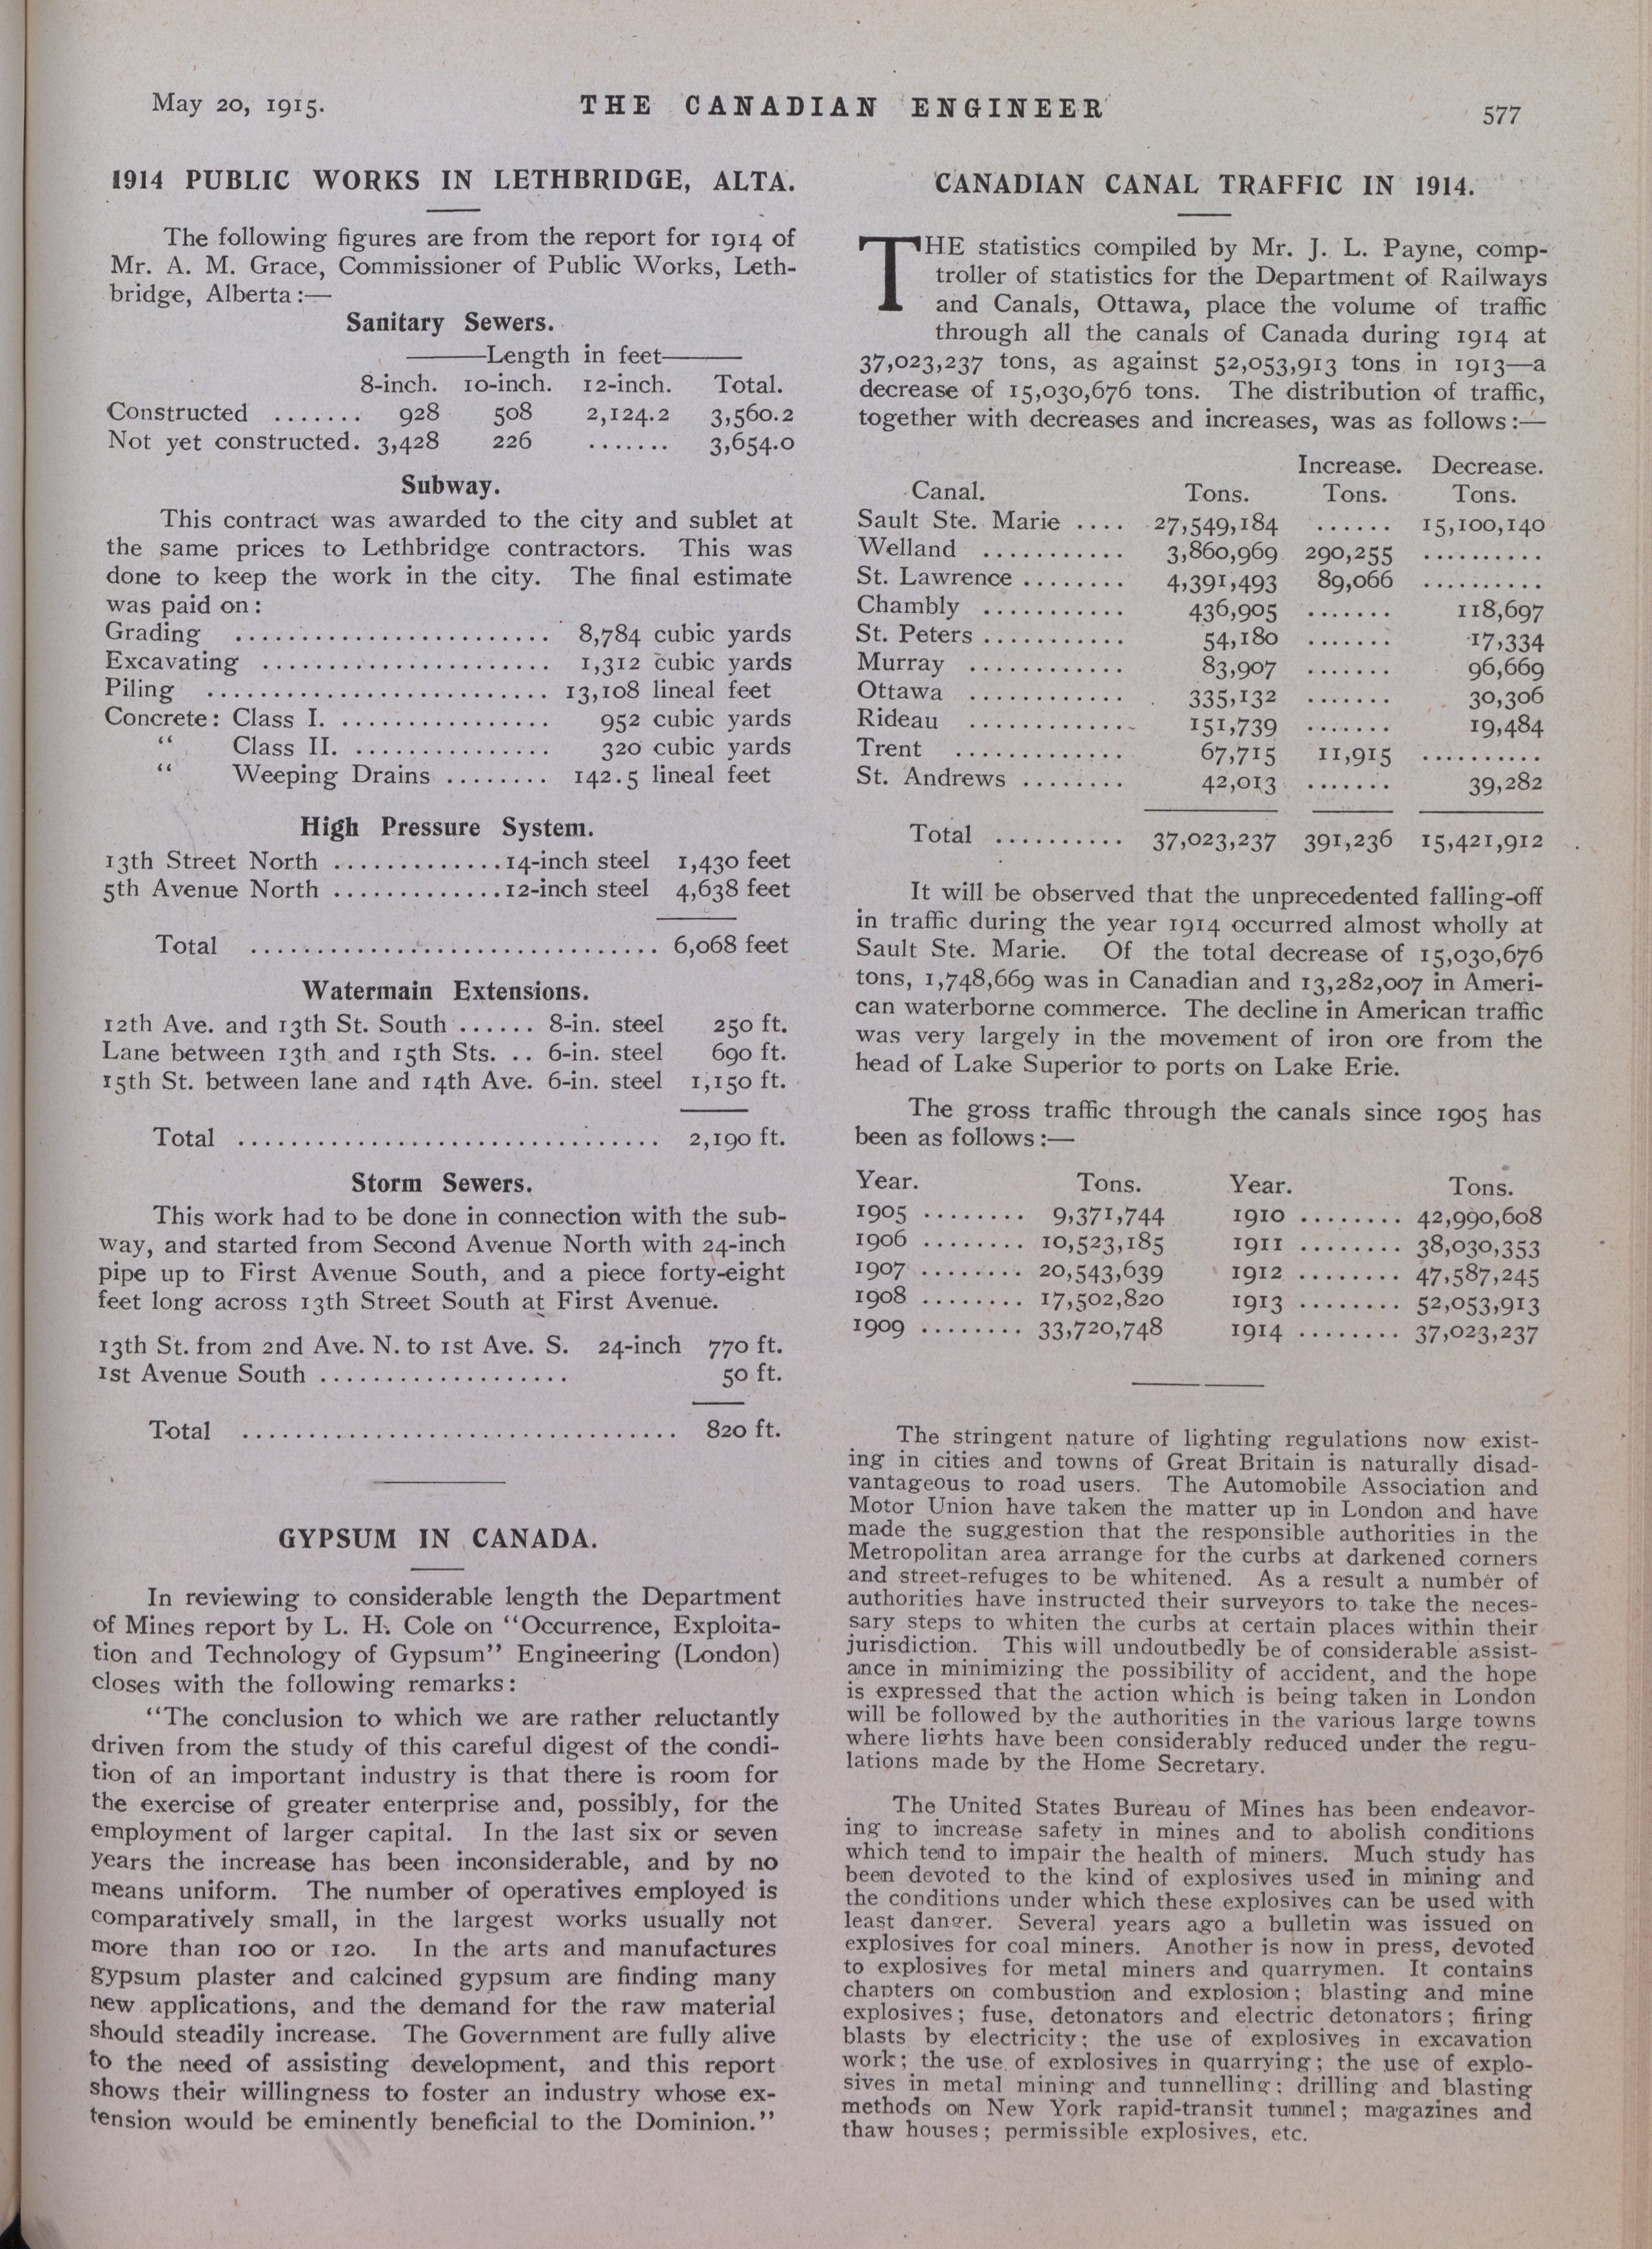 May 20, 1915.
THE CANADIAN ENGINEER
577
1914 PUBLIC WORKS IN LETHBRIDGE, ALTA.
The following figures are from the report for 1914 of
Mr. A. M. Grace, Commissioner of Public Works, Leth-
bridge, Alberta:—
Sanitary Sewers.
———Length in feet———
8-inch. 10-inch. 12-inch. Total.
Constructed ....... 928 508 2,124.2 3,560.2
Not yet constructed. 3,428 226 ....... 3,654.0
Subway.
This contract was awarded to the city and sublet at
the same prices to Lethbridge contractors. This was
done to keep the work in the city. The final estimate
was paid on:
Grading ........................ 8,784 cubic yards
Excavating ...................... 1,312 cubic yards
Piling .......................... 13,108 lineal feet
Concrete: Class I. ................ 952 cubic yards
“ Class II. ............... 320 cubic yards
“ Weeping Drains ........ 142.5 lineal feet
High Pressure System.
13th Street North .............14-inch steel 1,430 feet
5th Avenue North .............12-inch steel 4,638 feet
Total ............................... 6,068 feet
Watermain Extensions.
12th Ave. and 13th St. South ...... 8-in. steel 250 ft.
Lane between 13th and 15th Sts. .. 6-in. steel 690 ft.
15th St. between lane and 14th Ave. 6-in. steel 1,150 ft.
Total ................................ 2,190 ft.
Storm Sewers.
This work had to be done in connection with the sub-
way, and started from Second Avenue North with 24-inch
pipe up to First Avenue South, and a piece forty-eight
feet long across 13th Street South at First Avenue.
13th St. from 2nd Ave. N. to 1st Ave. S. 24-inch 770 ft.
1st Avenue South ................... 50 ft.
Total ................................. 820 ft.
GYPSUM IN CANADA.
In reviewing to considerable length the Department
of Mines report by L. H. Cole on “Occurrence, Exploita-
tion and Technology of Gypsum” Engineering (London)
closes with the following remarks:
“The conclusion to which we are rather reluctantly
driven from the study of this careful digest of the condi-
tion of an important industry is that there is room for
the exercise of greater enterprise and, possibly, for the
employment of larger capital. In the last six or seven
years the increase has been inconsiderable, and by no
means uniform. The number of operatives employed is
comparatively small, in the largest works usually not
more than 100 or 120. In the arts and manufactures
gypsum plaster and calcined gypsum are finding many
new applications, and the demand for the raw material
should steadily increase. The Government are fully alive
to the need of assisting development, and this report
shows their willingness to foster an industry whose ex-
tension would be eminently beneficial to the Dominion.”
CANADIAN CANAL TRAFFIC IN 1914.
THE statistics compiled by Mr. J. L. Payne, comp-
troller of statistics for the Department of Railways
and Canals, Ottawa, place the volume of traffic
through all the canals of Canada during 1914 at
37,023,237 tons, as against 52,053,913 tons in 1913—a
decrease of 15,030,676 tons. The distribution of traffic,
together with decreases and increases, was as follows:—
Increase. Decrease.
Canal. Tons. Tons. Tons.
Sault Ste. Marie .... 27,549,184 ...... 15,100,140
Welland ........... 3,860,969 290,255 ..........
St. Lawrence ........ 4,391,493 89,066 ..........
Chambly ........... 436,905 ....... 118,697
St. Peters ........... 54,180 ....... 17,334
Murray ............ 83,907 ....... 96,669
Ottawa ............ 335,132 ....... 30,306
Rideau ............. 151,739 ....... 19,484
Trent ............. 67,715 11,915 ..........
St. Andrews ........ 42,013 ....... 39,282
Total .......... 37,023,237 391,236 15,421,912
It will be observed that the unprecedented falling-off
in traffic during the year 1914 occurred almost wholly at
Sault Ste. Marie. Of the total decrease of 15,030,676
tons, 1,748,669 was in Canadian and 13,282,007 in Ameri-
can waterborne commerce. The decline in American traffic
was very largely in the movement of iron ore from the
head of Lake Superior to ports on Lake Erie.
The gross traffic through the canals since 1905 has
been as follows:—
Year. Tons. Year. Tons.
1905 ........ 9,371,744 1910 ........ 42,990,608
1906 ........ 10,523,185 1911 ........ 38,030,353
1907 ........ 20,543,639 1912 ........ 47,587,245
1908 ........ 17,502,820 1913 ........ 52,053,913
1909 ........ 33,720,748 1914 ........ 37,023,237
The stringent nature of lighting regulations now exist-
ing in cities and towns of Great Britain is naturally disad-
vantageous to road users. The Automobile Association and
Motor Union have taken the matter up in London and have
made the suggestion that the responsible authorities in the
Metropolitan area arrange for the curbs at darkened corners
and street-refuges to be whitened. As a result a number of
authorities have instructed their surveyors to take the neces-
sary steps to whiten the curbs at certain places within their
jurisdiction. This will undoubtedly be of considerable assist-
ance in minimizing the possibility of accident, and the hope
is expressed that the action which is being taken in London
will be followed by the authorities in the various large towns
where lights have been considerably reduced under the regu-
lations made by the Home Secretary.
The United States Bureau of Mines has been endeavor-
ing to increase safety in mines and to abolish conditions
which tend to impair the health of miners. Much study has
been devoted to the kind of explosives used in mining and
the conditions under which these explosives can be used with
least danger. Several years ago a bulletin was issued on
explosives for coal miners. Another is now in press, devoted
to explosives for metal miners and quarrymen. It contains
chapters on combustion and explosion; blasting and mine
explosives; fuse, detonators and electric detonators; firing
blasts by electricity; the use of explosives in excavation
work; the use of explosives in quarrying; the use of explo-
sives in metal mining and tunnelling; drilling and blasting
methods on New York rapid-transit tunnel; magazines and
thaw houses; permissible explosives, etc.